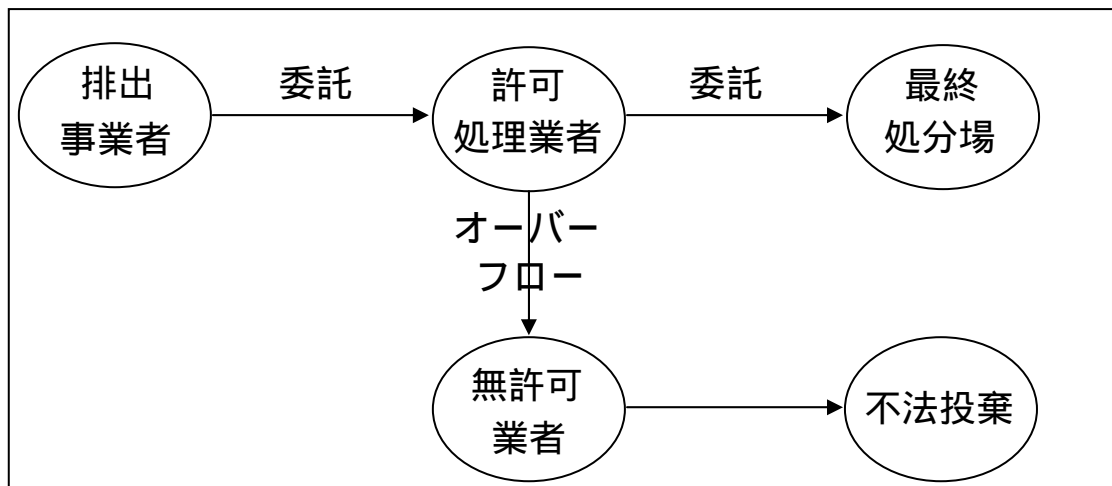 排出
事業者
委託
許可
処理業者
委託
最終
処分場
オーバー
フロー
無許可
業者
不法投棄